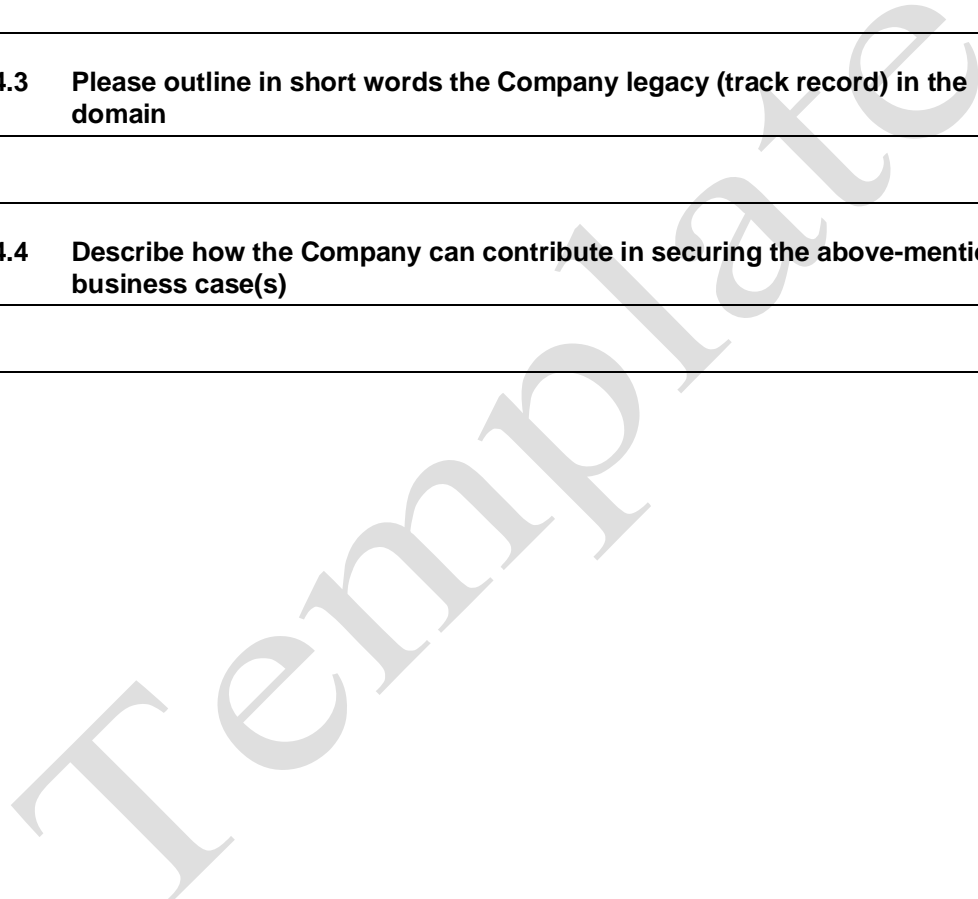 4.3 Please outline in short words the Company legacy (track record) in the
domain
4.4 Describe how the Company can contribute in securing the above-mentio
business case(s)
Template